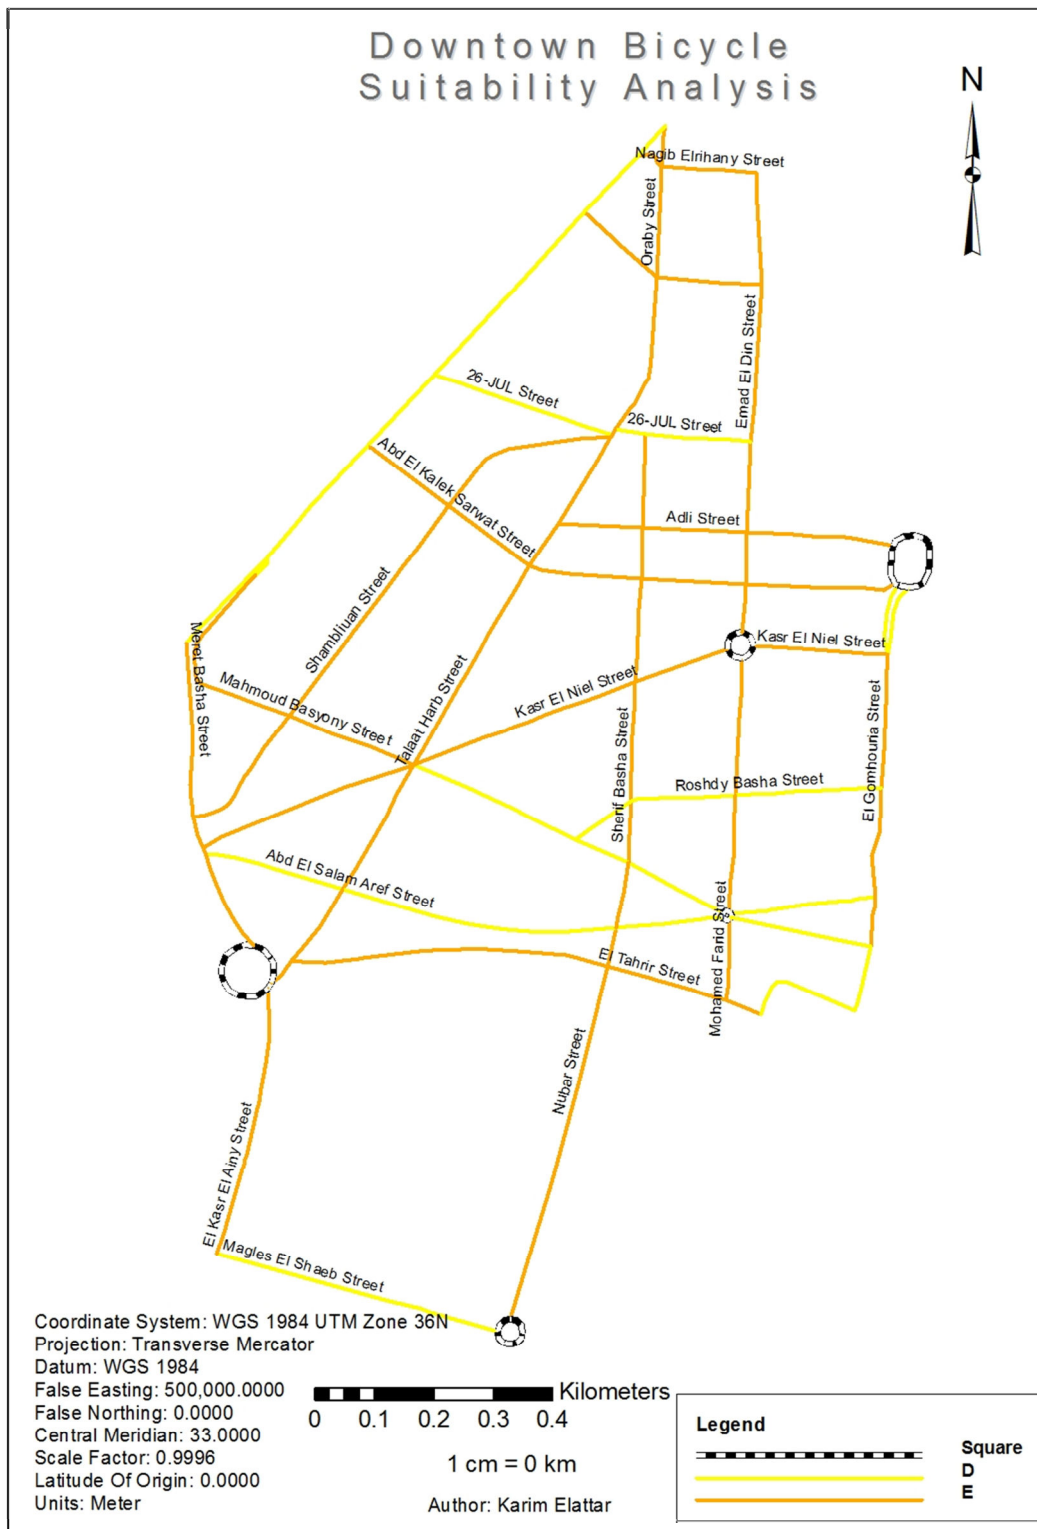 Downtown Bicycle
Suitability Analysis
N
Nagib Elrihany Street
Oraby Street
Emad El Din Street
26-JUL Street
26-JUL Street
Abd El Kalek Sarwat Street
Adli Street
Shambliuan Street
Meret Basha Street
Kasr El Niel Street
Mahmoud Basyony Street
Talaat Harb Street
Kasr El Niel Street
Sherif Basha Street
El Gomhouria Street
Roshdy Basha Street
Abd El Salam Aref Street
Mohamed Farid Street
El Tahrir Street
Nubar Street
El Kasr El Ainy Street
Magles El Shaeb Street
Coordinate System: WGS 1984 UTM Zone 36N
Projection: Transverse Mercator
Datum: WGS 1984
False Easting: 500,000.0000
False Northing: 0.0000
Central Meridian: 33.0000
Scale Factor: 0.9996
Latitude Of Origin: 0.0000
Units: Meter
Kilometers
0 0.1 0.2 0.3 0.4
1 cm = 0 km
Author: Karim Elattar
Legend
Square
D
E